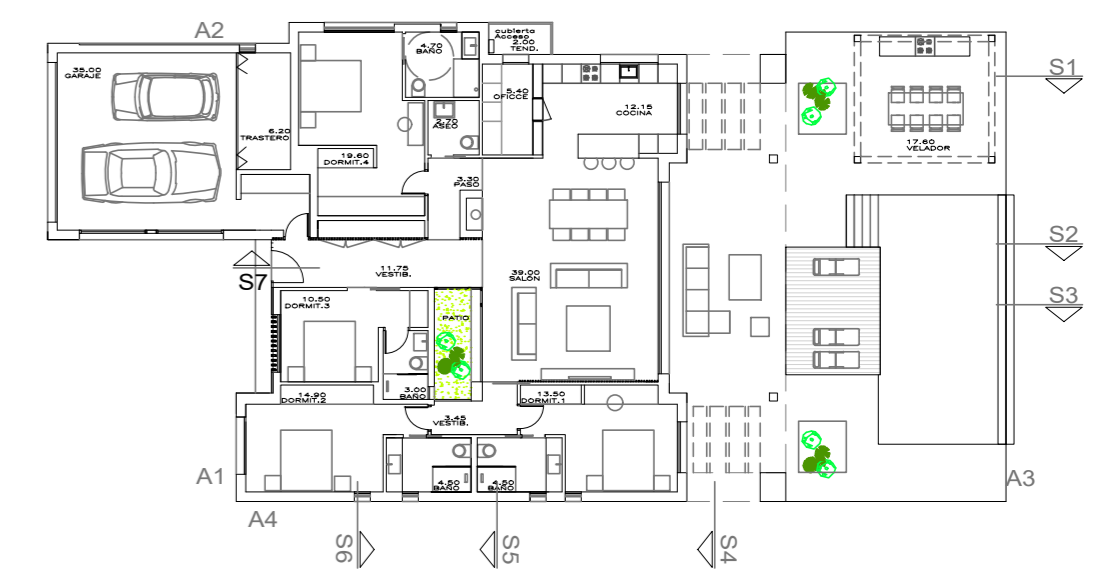 A2
cubierta
Acceso
2.00
TEND.
4.70
BAÑO
35.00
GARAJE
S1
5.40
OFICCE
12.15
COCINA
2.70
ASEO
6.20
TRASTERO
17.60
VELADOR
19.60
DORMIT.4
3.30
PASO
S2
S7
11.75
VESTIB.
39.00
SALÓN
S3
10.50
DORMIT.3
PATIO
3.00
BAÑO
14.90
DORMIT.2
13.50
DORMIT.1
3.45
VESTIB.
A1
4.50
BAÑO
4.50
BAÑO
A3
A4
S6
S5
S4